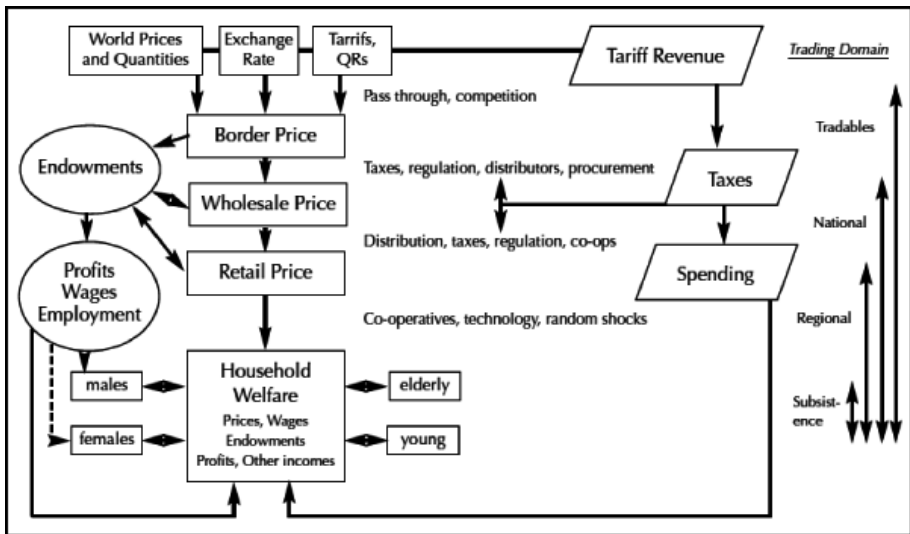 World Prices
and Quantities
Exchange
Rate
Tarrifs,
QRs
Tariff Revenue
Trading Domain
Pass through, competition
Border Price
Tradables
Endowments
Taxes, regulation, distributors, procurement
Taxes
Wholesale Price
National
Distribution, taxes, regulation, co-ops
Profits
Wages
Employment
Retail Price
Spending
Co-operatives, technology, random shocks
Regional
males
Household
Welfare
Prices, Wages
Endowments
Profits, Other incomes
elderly
Subsist-
ence
females
young